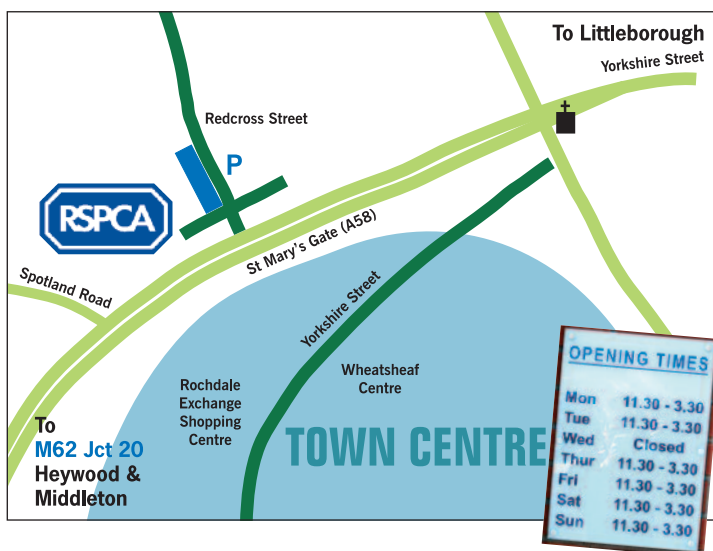 To Littleborough
Yorkshire Street
Redcross Street
P
RSPCA
St Mary's Gate (A58)
Spotland Road
Yorkshire Street
Wheatsheaf
Centre
Rochdale
Exchange
Shopping
Centre
TOWN CENTRE
To
M62 Jct 20
Heywood &
Middleton
OPENING TIMES
Mon 11.30 - 3.30
Tue 11.30 - 3.30
Wed Closed
Thur 11.30 - 3.30
Fri 11.30 - 3.30
Sat 11.30 - 3.30
Sun 11.30 - 3.30